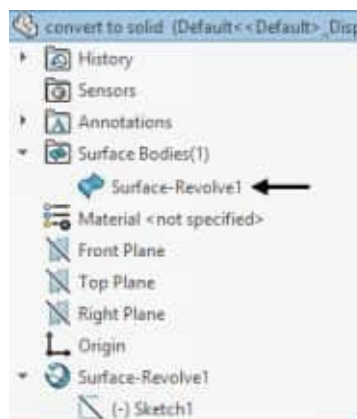 convert to solid (Default<<Default>_Disp
History
Sensors
Annotations
Surface Bodies(1)
Surface-Revolve1
Material <not specified>
Front Plane
Top Plane
Right Plane
Origin
Surface-Revolve1
(-) Sketch1